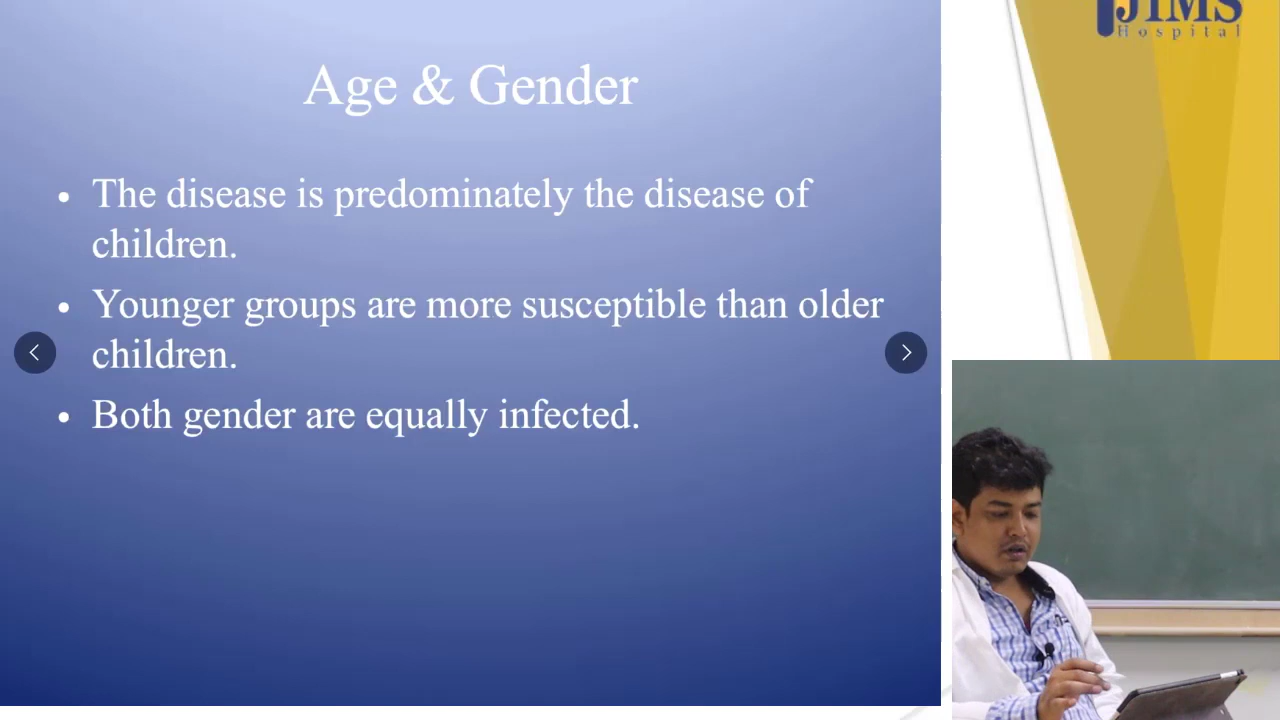 Age & Gender
• The disease is predominately the disease of
children.
• Younger groups are more susceptible than older
children.
• Both gender are equally infected.
JIMS
Hospital